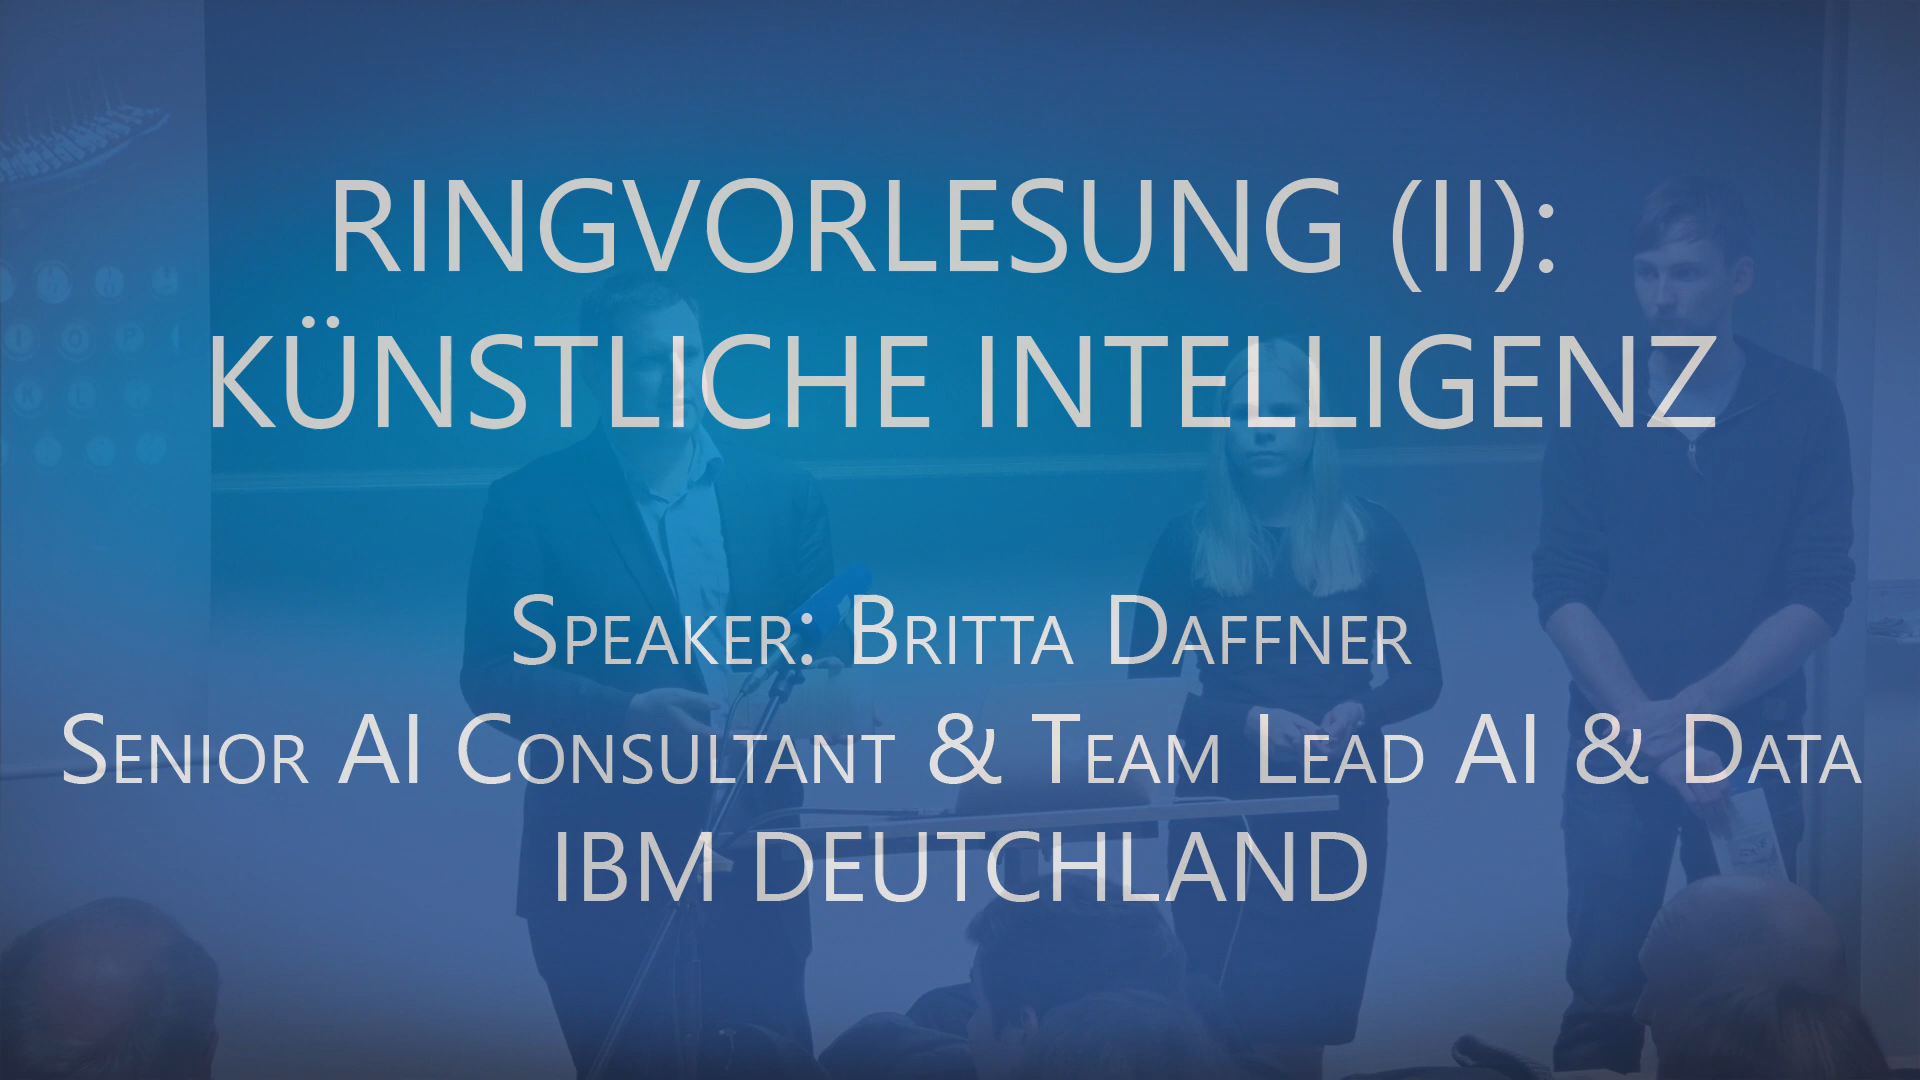 RINGVORLESUNG (II):
KÜNSTLICHE INTELLIGENZ
SPEAKER: BRITTA DAFFNER
SENIOR AI CONSULTANT & TEAM LEAD AI & DATA
IBM DEUTCHLAND
I O P
K L